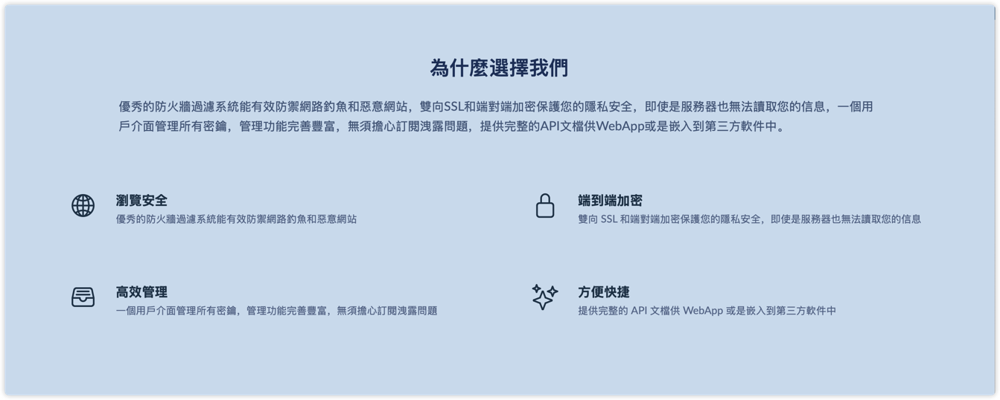 為什麼選擇我們
優秀的防火牆過濾系統能有效防禦網路釣魚和惡意網站，雙向SSL和端對端加密保護您的隱私安全，即使是服務器也無法讀取您的信息，一個用
戶介面管理所有密鑰，管理功能完善豐富，無須擔心訂閱洩露問題，提供完整的API文檔供WebApp或是嵌入到第三方軟件中。
瀏覽安全
優秀的防火牆過濾系統能有效防禦網路釣魚和惡意網站
端到端加密
雙向 SSL 和端對端加密保護您的隱私安全，即使是服務器也無法讀取您的信息
高效管理
一個用戶介面管理所有密鑰，管理功能完善豐富，無須擔心訂閱洩露問題
方便快捷
提供完整的 API 文檔供 WebApp 或是嵌入到第三方軟件中